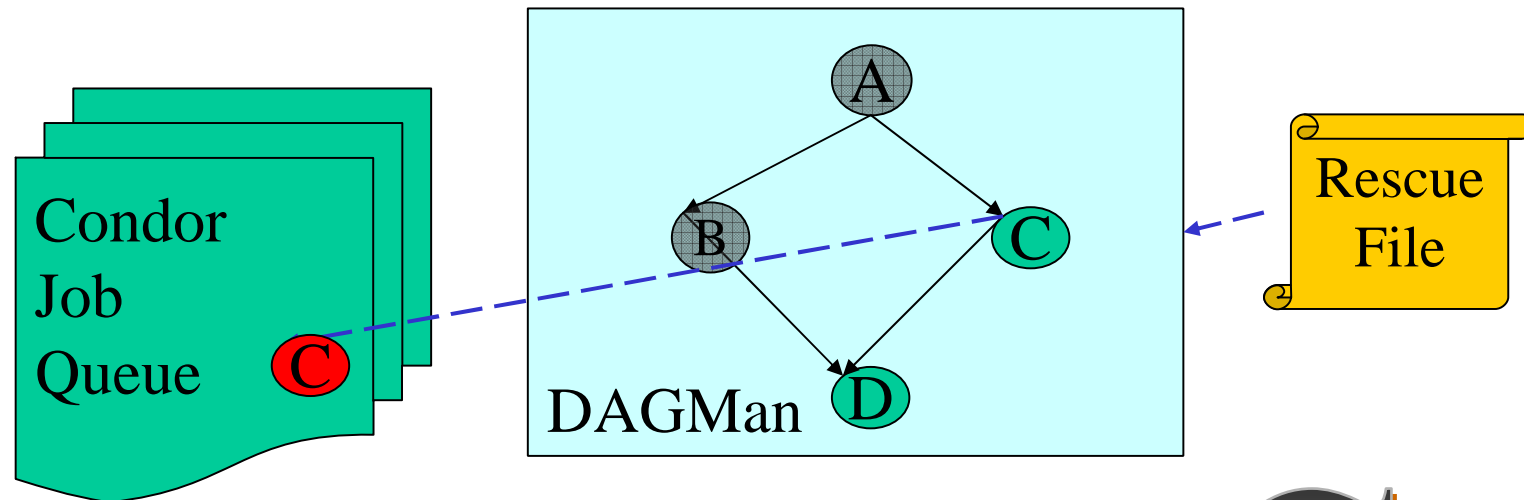 Condor
Job
Queue
C
A
B
C
D
DAGMan
Rescue
File